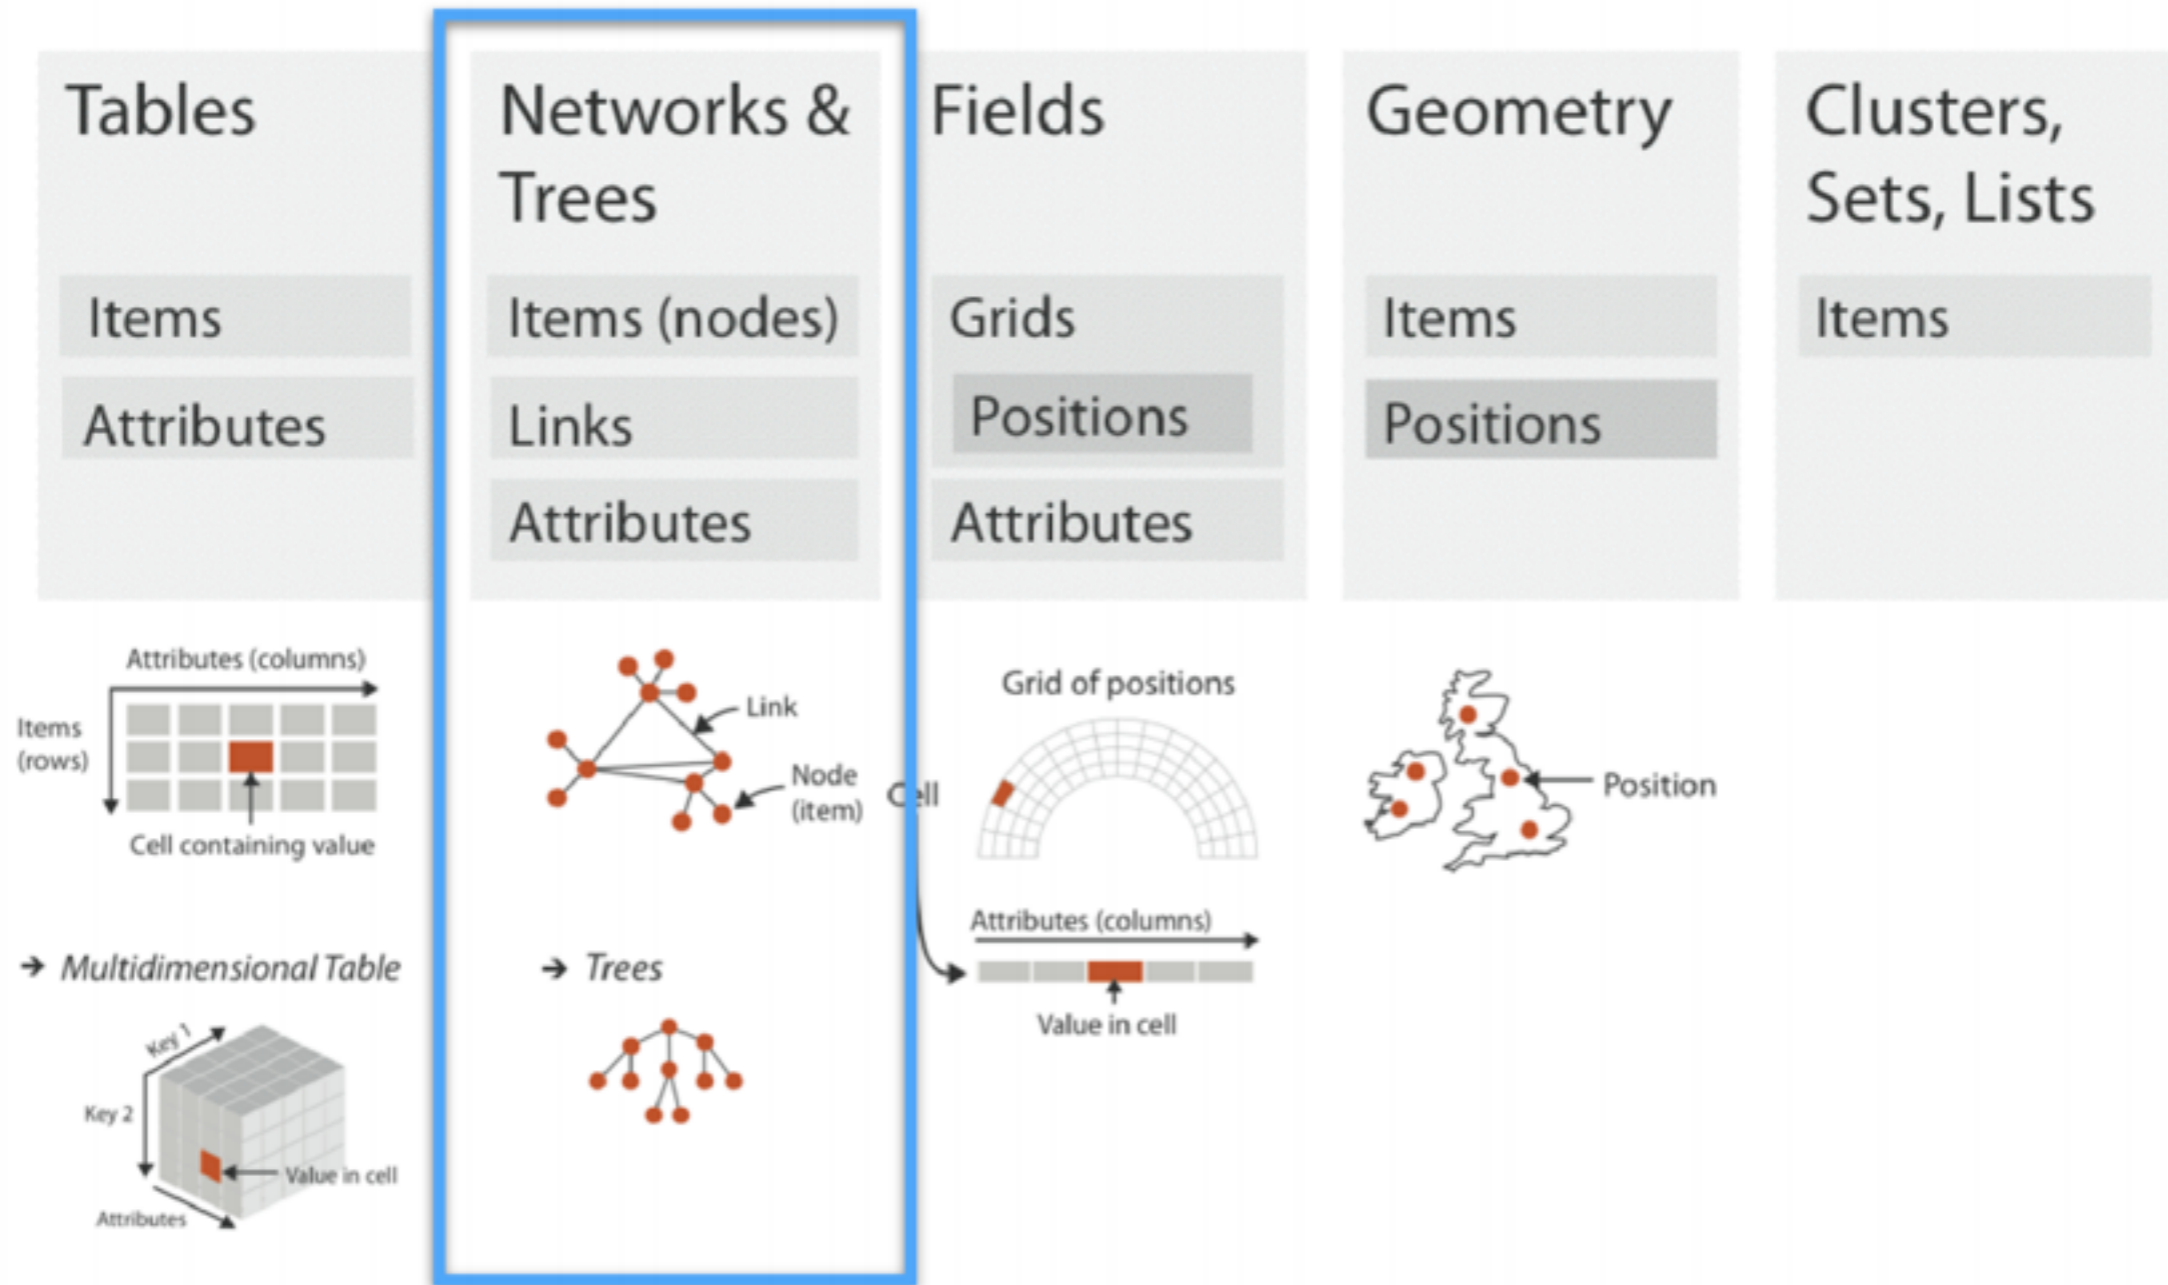 Tables
Items
Attributes
Attributes (columns)
Items
(rows)
Cell containing value
→ Multidimensional Table
Key 1
Key 2
Value in cell
Attributes
Networks &
Trees
Items (nodes)
Links
Attributes
Link
Node
(item)
→ Trees
Fields
Grids
Positions
Attributes
Grid of positions
Cell
Attributes (columns)
Value in cell
Geometry
Items
Positions
Position
Clusters,
Sets, Lists
Items